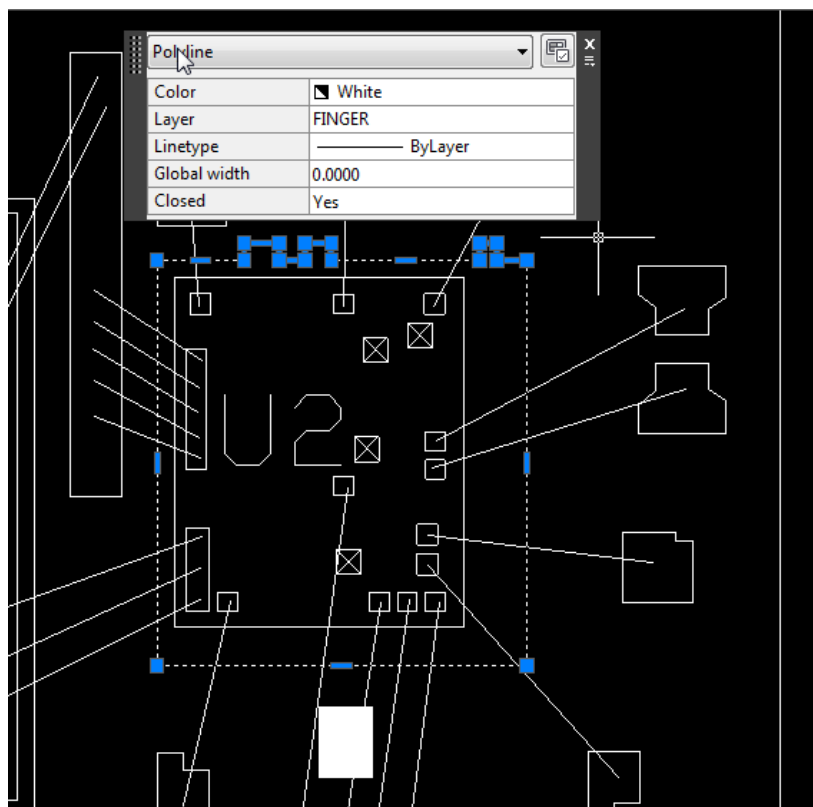 Polyline
Color White
Layer FINGER
Linetype ByLayer
Global width 0.0000
Closed Yes
U2